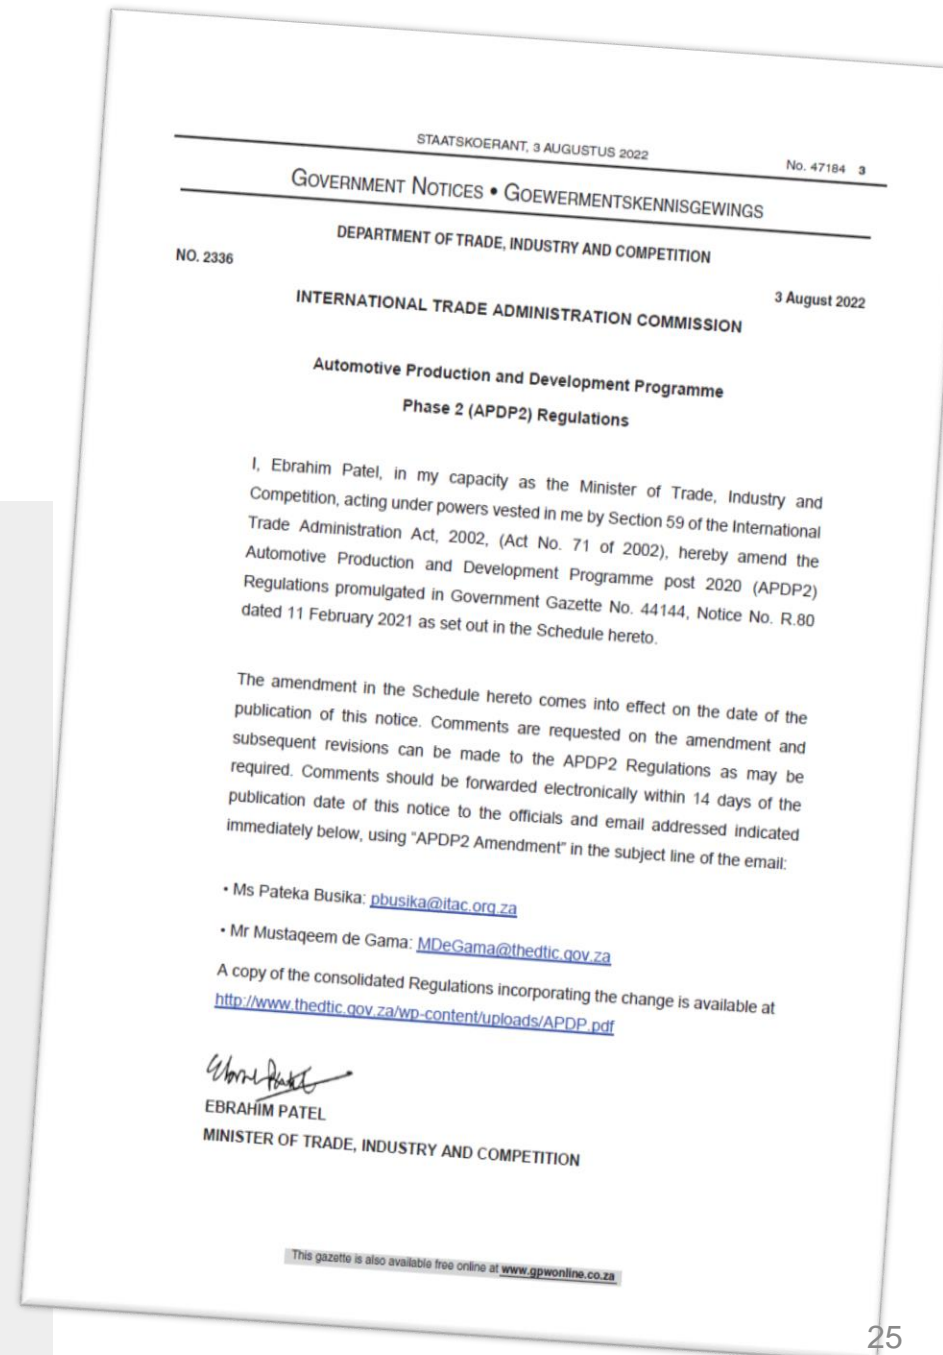 STAATSKOERANT, 3 AUGUSTUS 2022
No. 47184 3
GOVERNMENT NOTICES • GOEWERMENTSKENNISGEWINGS
DEPARTMENT OF TRADE, INDUSTRY AND COMPETITION
NO. 2336
3 August 2022
INTERNATIONAL TRADE ADMINISTRATION COMMISSION
Automotive Production and Development Programme
Phase 2 (APDP2) Regulations
I, Ebrahim Patel, in my capacity as the Minister of Trade, Industry and
Competition, acting under powers vested in me by Section 59 of the International
Trade Administration Act, 2002, (Act No. 71 of 2002), hereby amend the
Automotive Production and Development Programme post 2020 (APDP2)
Regulations promulgated in Government Gazette No. 44144, Notice No. R.80
dated 11 February 2021 as set out in the Schedule hereto.
The amendment in the Schedule hereto comes into effect on the date of the
publication of this notice. Comments are requested on the amendment and
subsequent revisions can be made to the APDP2 Regulations as may be
required. Comments should be forwarded electronically within 14 days of the
publication date of this notice to the officials and email addressed indicated
immediately below, using “APDP2 Amendment” in the subject line of the email:
• Ms Pateka Busika: pbusika@itac.org.za
• Mr Mustaqeem de Gama: MDeGama@thedtic.gov.za
A copy of the consolidated Regulations incorporating the change is available at
http://www.thedtic.gov.za/wp-content/uploads/APDP.pdf
EBRAHIM PATEL
MINISTER OF TRADE, INDUSTRY AND COMPETITION
This gazette is also available free online at www.gpwonline.co.za
25